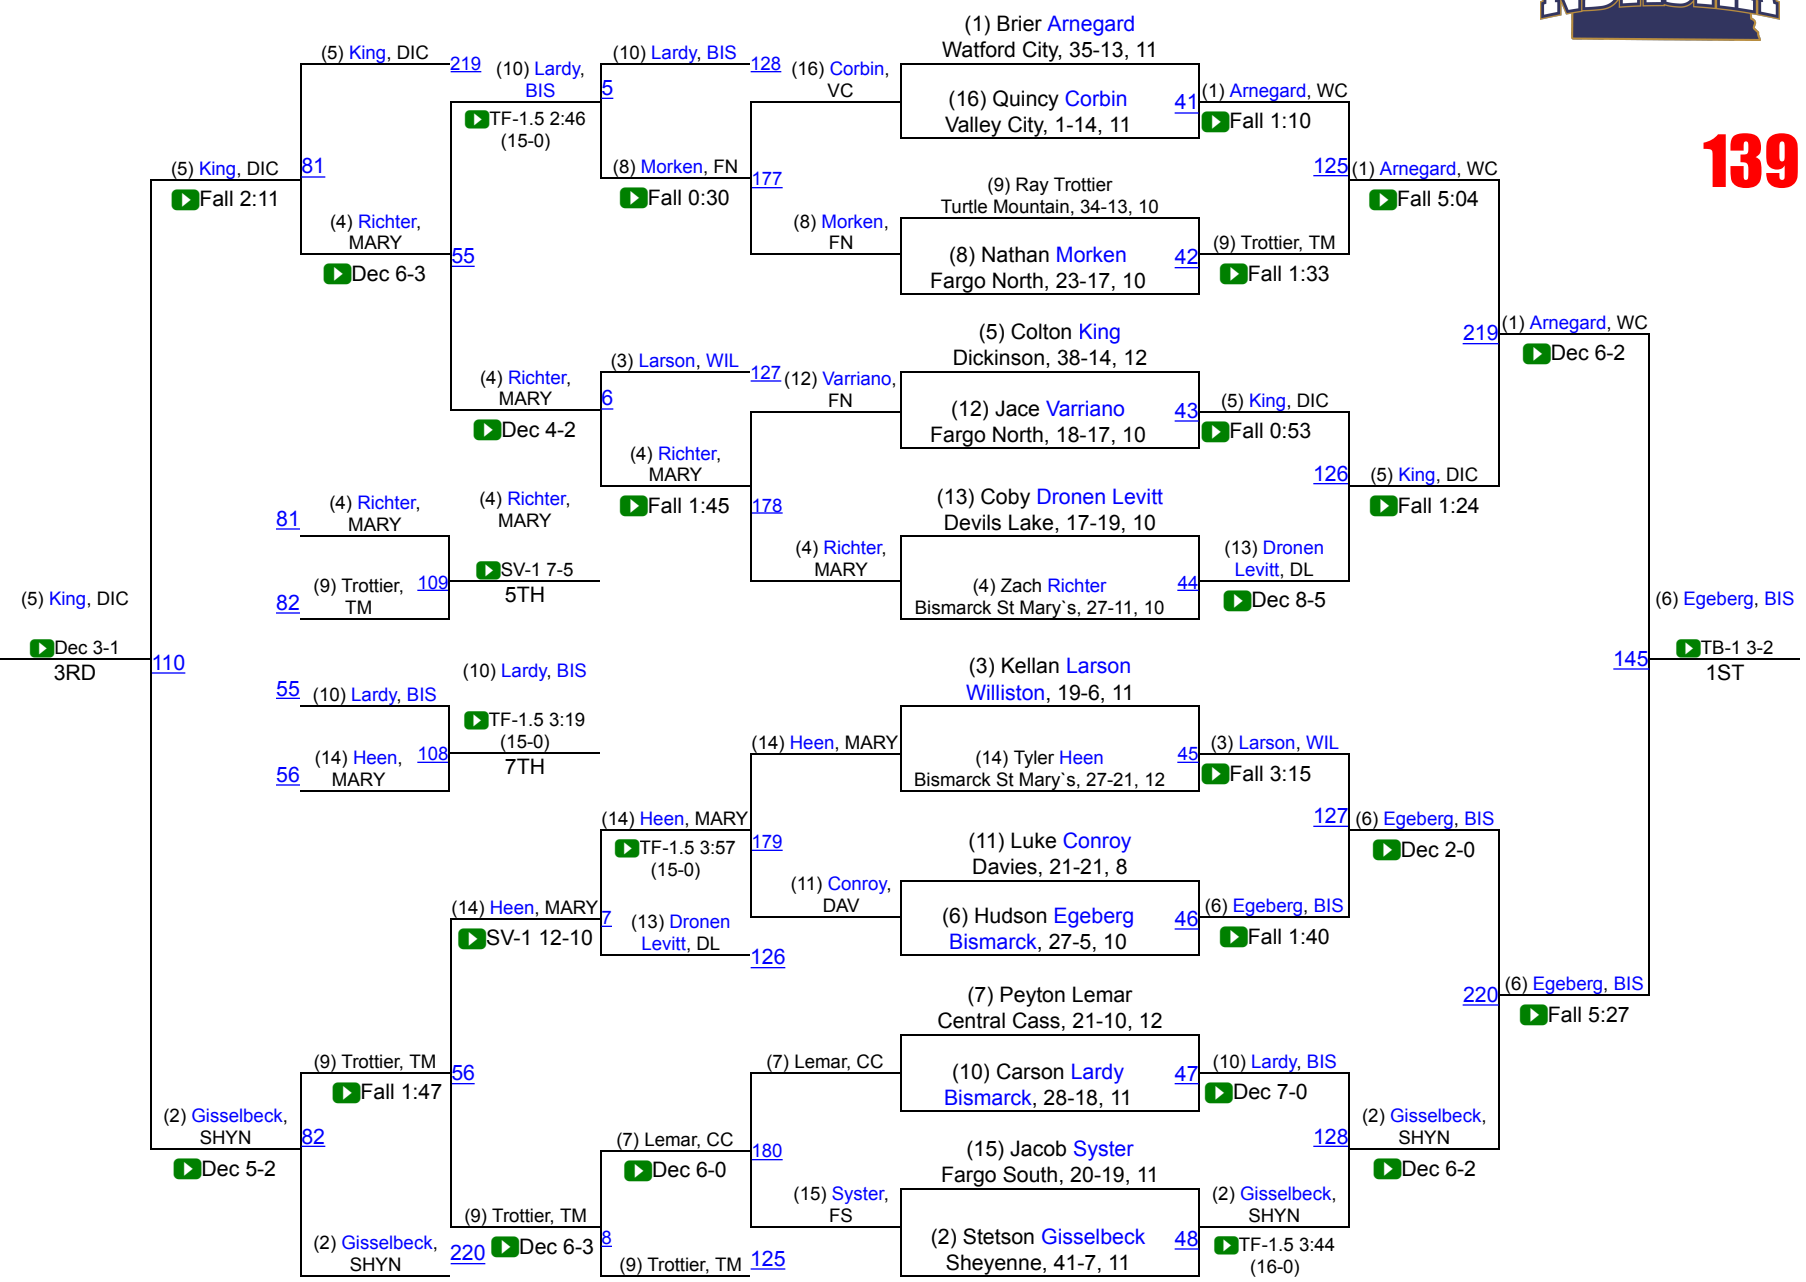 NDHSAA
139
(1) Brier Arnegard
Watford City, 35-13, 11
(16) Quincy Corbin
Valley City, 1-14, 11
41
(9) Ray Trottier
Turtle Mountain, 34-13, 10
(8) Nathan Morken
Fargo North, 23-17, 10
42
(5) Colton King
Dickinson, 38-14, 12
(12) Jace Varriano
Fargo North, 18-17, 10
43
(13) Coby Dronen Levitt
Devils Lake, 17-19, 10
(4) Zach Richter
Bismarck St Mary`s, 27-11, 10
44
(3) Kellan Larson
Williston, 19-6, 11
(14) Tyler Heen
Bismarck St Mary`s, 27-21, 12
45
(11) Luke Conroy
Davies, 21-21, 8
(6) Hudson Egeberg
Bismarck, 27-5, 10
46
(7) Peyton Lemar
Central Cass, 21-10, 12
(10) Carson Lardy
Bismarck, 28-18, 11
47
(15) Jacob Syster
Fargo South, 20-19, 11
(2) Stetson Gisselbeck
Sheyenne, 41-7, 11
48
(1) Arnegard, WC
Fall 1:10
125
(9) Trottier, TM
Fall 1:33
(5) King, DIC
Fall 0:53
126
(13) Dronen
Levitt, DL
Dec 8-5
(3) Larson, WIL
Fall 3:15
127
(6) Egeberg, BIS
Fall 1:40
(10) Lardy, BIS
Dec 7-0
128
(2) Gisselbeck,
SHYN
TF-1.5 3:44
(16-0)
(1) Arnegard, WC
Fall 5:04
219
(5) King, DIC
Fall 1:24
(6) Egeberg, BIS
Dec 2-0
220
(2) Gisselbeck,
SHYN
Dec 6-2
(1) Arnegard, WC
Dec 6-2
145
(6) Egeberg, BIS
Fall 5:27
(6) Egeberg, BIS
TB-1 3-2
1ST
(16) Corbin,
VC
177
(8) Morken,
FN
(12) Varriano,
FN
178
(4) Richter,
MARY
(14) Heen, MARY
179
(11) Conroy,
DAV
(7) Lemar, CC
180
(15) Syster,
FS
(10) Lardy, BIS
128
5
(8) Morken, FN
Fall 0:30
(3) Larson, WIL
127
6
(4) Richter,
MARY
Fall 1:45
(14) Heen, MARY
TF-1.5 3:57
(15-0)
7
(13) Dronen
Levitt, DL
126
(7) Lemar, CC
Dec 6-0
8
(9) Trottier, TM
125
(10) Lardy,
BIS
TF-1.5 2:46
(15-0)
55
(4) Richter,
MARY
Dec 4-2
(14) Heen, MARY
SV-1 12-10
56
(9) Trottier, TM
Dec 6-3
(5) King, DIC
219
81
(4) Richter,
MARY
Dec 6-3
(9) Trottier, TM
Fall 1:47
82
(2) Gisselbeck,
SHYN
220
(5) King, DIC
Fall 2:11
110
(2) Gisselbeck,
SHYN
Dec 5-2
(5) King, DIC
Dec 3-1
3RD
81
(4) Richter,
MARY
109
82
(9) Trottier,
TM
(4) Richter,
MARY
SV-1 7-5
5TH
55
(10) Lardy, BIS
108
56
(14) Heen,
MARY
(10) Lardy, BIS
TF-1.5 3:19
(15-0)
7TH